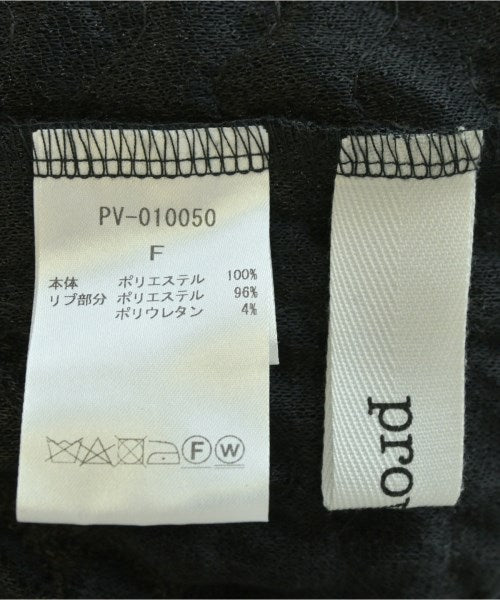 PV-010050
F
本体 ポリエステル 100%
リブ部分 ポリエステル 96%
ポリウレタン 4%
F W